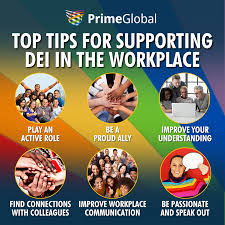 PrimeGlobal
TOP TIPS FOR SUPPORTING
DEI IN THE WORKPLACE
PLAY AN
ACTIVE ROLE
BE A
PROUD ALLY
IMPROVE YOUR
UNDERSTANDING
FIND CONNECTIONS
WITH COLLEAGUES
IMPROVE WORKPLACE
COMMUNICATION
BE PASSIONATE
AND SPEAK OUT